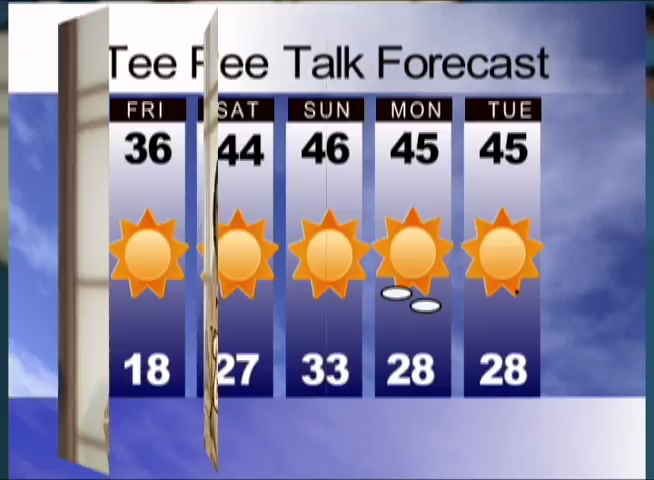 Tee Pee Talk Forecast
FRI SAT SUN MON TUE
36 44 46 45 45
18 27 33 28 28